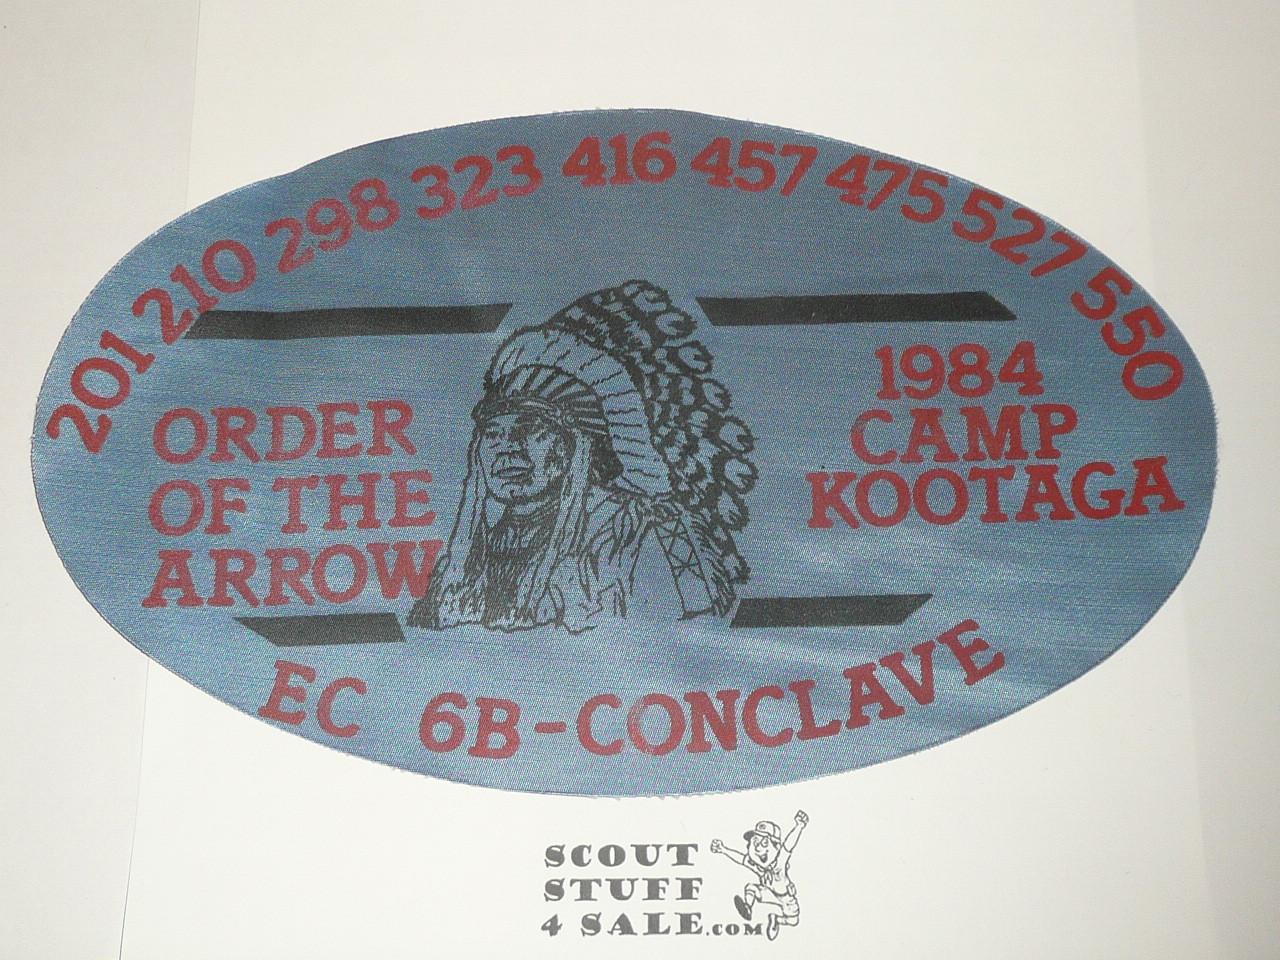 201 210 298 323 416 457 475 527 550
ORDER
OF THE
ARROW
1984
CAMP
KOOTAGA
EC 6B-CONCLAVE
SCOUT
STUFF
4 SALE.COM